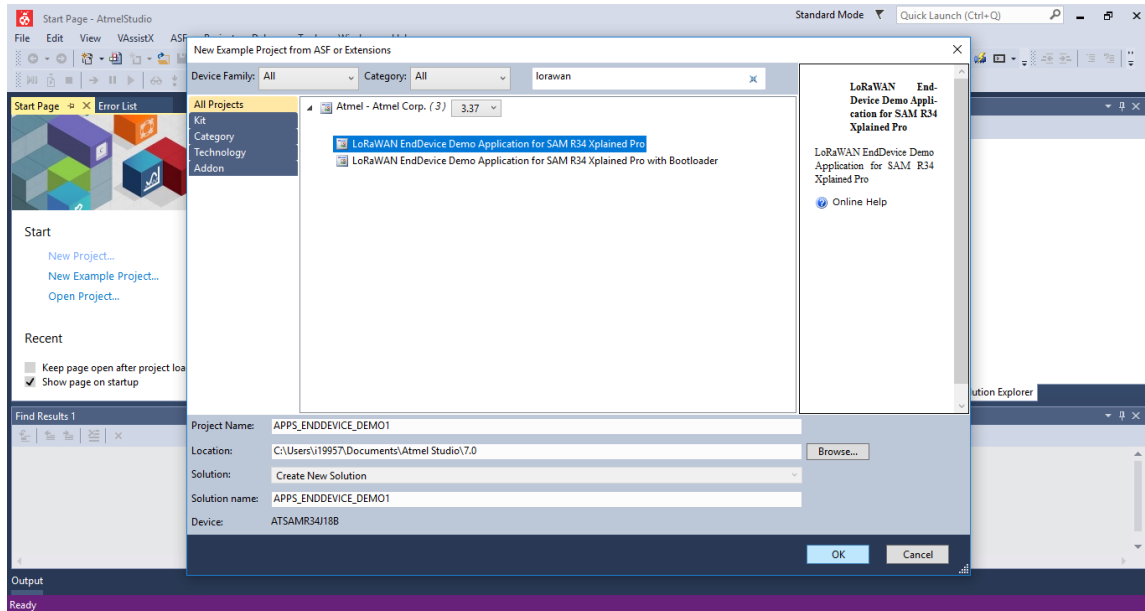 Start Page - AtmelStudio
Standard Mode
Quick Launch (Ctrl+Q)
File Edit View VAssistX ASF
New Example Project from ASF or Extensions
Device Family: All
Category: All
lorawan
Start Page
Error List
All Projects
Kit
Category
Technology
Addon
Atmel - Atmel Corp. (3) 3.37
LoRaWAN EndDevice Demo Application for SAM R34 Xplained Pro
LoRaWAN EndDevice Demo Application for SAM R34 Xplained Pro with Bootloader
LoRaWAN End-
Device Demo Appli-
cation for SAM R34
Xplained Pro
LoRaWAN EndDevice Demo
Application for SAM R34
Xplained Pro
Online Help
Start
New Project...
New Example Project...
Open Project...
Recent
Keep page open after project loa
Show page on startup
ution Explorer
Find Results 1
Project Name: APPS_ENDDEVICE_DEMO1
Location: C:\Users\i19957\Documents\Atmel Studio\7.0
Browse...
Solution: Create New Solution
Solution name: APPS_ENDDEVICE_DEMO1
Device: ATSAMR34J18B
OK
Cancel
Output
Ready